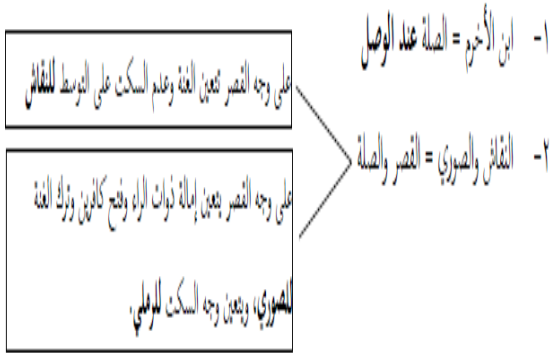 ١- ابن الأخرم = الصلة عند الوصل
٢- النقاش والصوري = القصر والصلة
على وجه القصر تتعين الغنة وعدم السكت على التوسط للنقاش
على وجه القصر يتعين إمالة ذوات الراء وفتح كافرين وترك الغنة
للصوري، ويتعين وجه السكت للرملي.